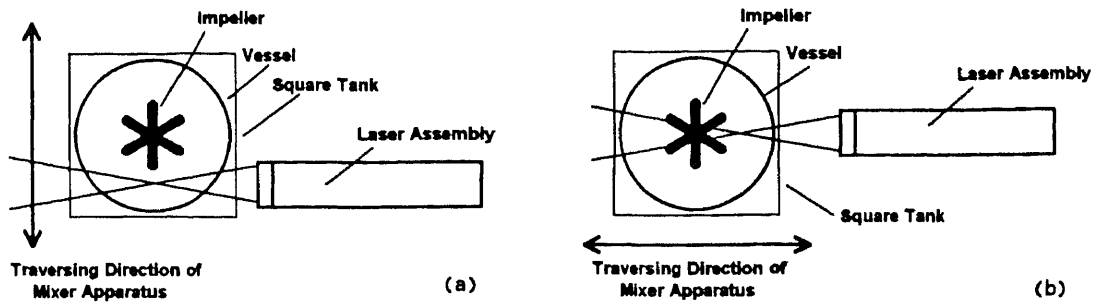 Impeller
Vessel
Square Tank
Laser Assembly
Traversing Direction of
Mixer Apparatus
(a)
Impeller
Vessel
Laser Assembly
Square Tank
Traversing Direction of
Mixer Apparatus
(b)